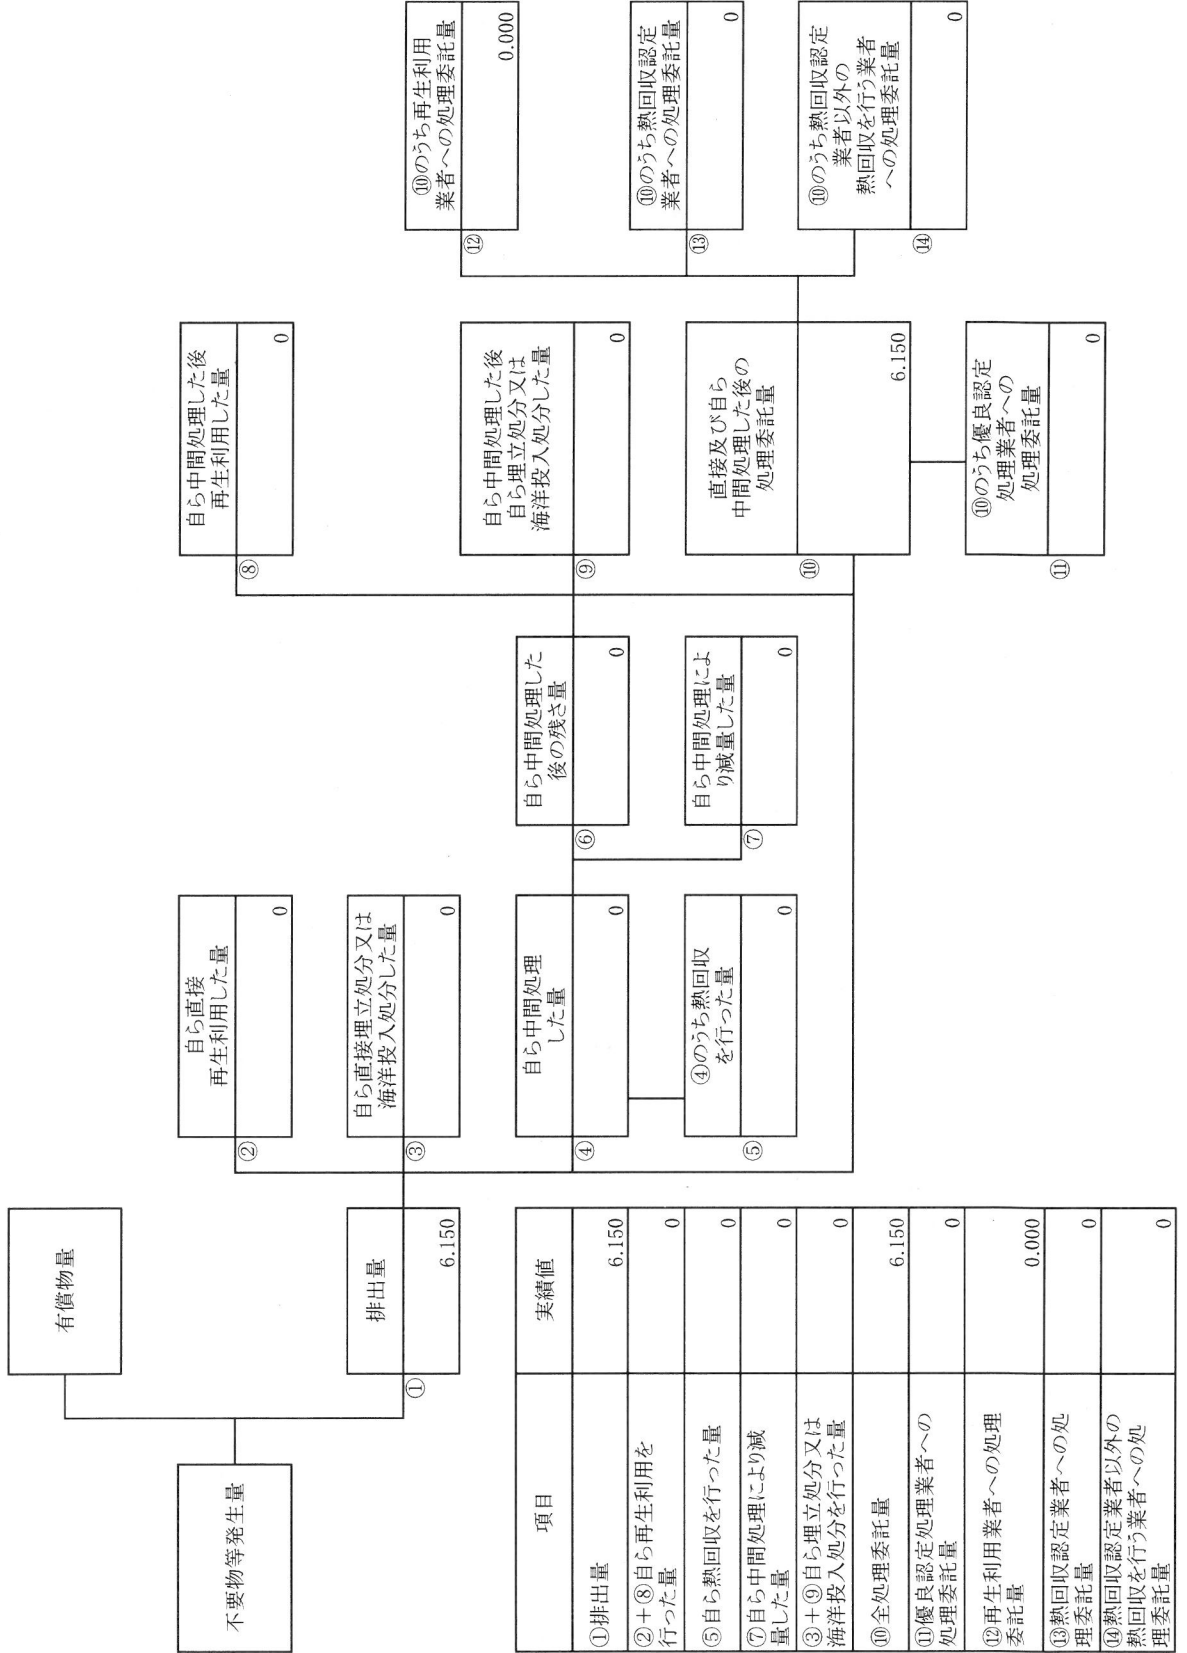 不要物等発生量
有償物量
排出量
①
6.150
自ら直接
再生利用した量
②
0
自ら直接埋立処分又は
海洋投入処分した量
③
0
自ら中間処理
した量
④
0
④のうち熱回収
を行った量
⑤
0
自ら中間処理した
後の残さ量
⑥
0
自ら中間処理によ
り減量した量
⑦
0
自ら中間処理した後
再生利用した量
⑧
0
自ら中間処理した後
自ら埋立処分又は
海洋投入処分した量
⑨
0
直接及び自ら
中間処理した後の
処理委託量
⑩
6.150
⑩のうち優良認定
処理業者への
処理委託量
⑪
0
⑩のうち再生利用
業者への処理委託量
⑫
0.000
⑩のうち熱回収認定
業者への処理委託量
⑬
0
⑩のうち熱回収認定
業者以外の
熱回収を行う業者
への処理委託量
⑭
0
項目 実績値
①排出量 6.150
②+⑧自ら再生利用を
行った量 0
⑤自ら熱回収を行った量 0
⑦自ら中間処理により減
量した量 0
③+⑨自ら埋立処分又は
海洋投入処分を行った量 0
⑩全処理委託量 6.150
⑪優良認定処理業者への
処理委託量 0
⑫再生利用業者への処理
委託量 0.000
⑬熱回収認定業者への処
理委託量 0
⑭熱回収認定業者以外の
熱回収を行う業者への処
理委託量 0